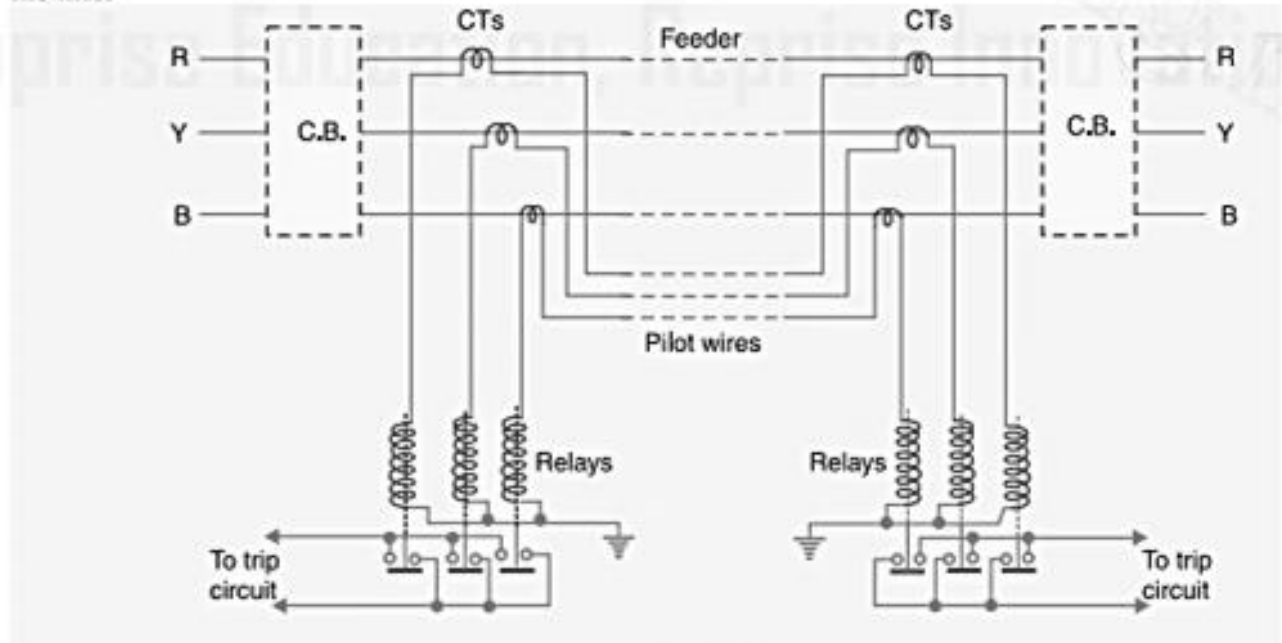 CTs
CTs
Feeder
R
R
C.B.
C.B.
Y
Y
B
B
Pilot wires
Relays
Relays
To trip
circuit
To trip
circuit